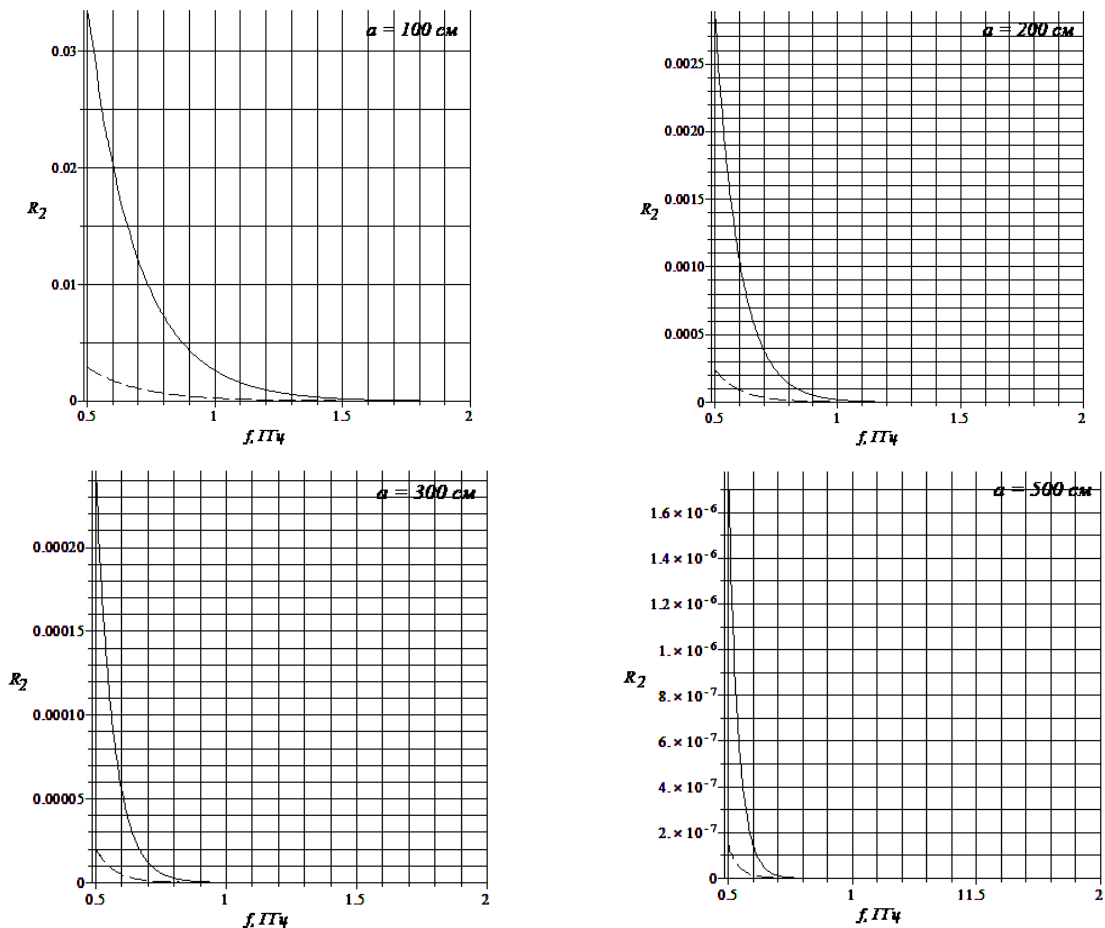 a = 100 см
0.03
0.02
R2
0.01
0
0.5
1
1.5
2
f, ГГц
a = 200 см
0.0025
0.0020
0.0015
R2
0.0010
0.0005
0
0.5
1
1.5
2
f, ГГц
a = 300 см
0.00020
0.00015
R2
0.00010
0.00005
0
0.5
1
1.5
2
f, ГГц
a = 500 см
1.6 × 10⁻⁶
1.4 × 10⁻⁶
1.2 × 10⁻⁶
1. × 10⁻⁶
R2
8. × 10⁻⁷
6. × 10⁻⁷
4. × 10⁻⁷
2. × 10⁻⁷
0
0.5
1
11.5
2
f, ГГц